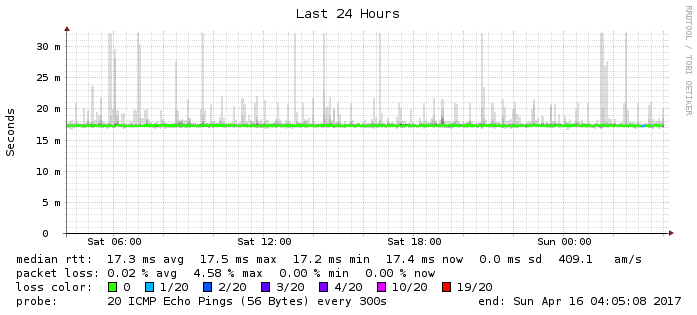 Last 24 Hours
RRDTOOL / TOBI OETIKER
Seconds
30 m
25 m
20 m
15 m
10 m
5 m
0
Sat 06:00 Sat 12:00 Sat 18:00 Sun 00:00
median rtt: 17.3 ms avg 17.5 ms max 17.2 ms min 17.4 ms now 0.0 ms sd 409.1 am/s
packet loss: 0.02 % avg 4.58 % max 0.00 % min 0.00 % now
loss color: 0 1/20 2/20 3/20 4/20 10/20 19/20
probe: 20 ICMP Echo Pings (56 Bytes) every 300s end: Sun Apr 16 04:05:08 2017